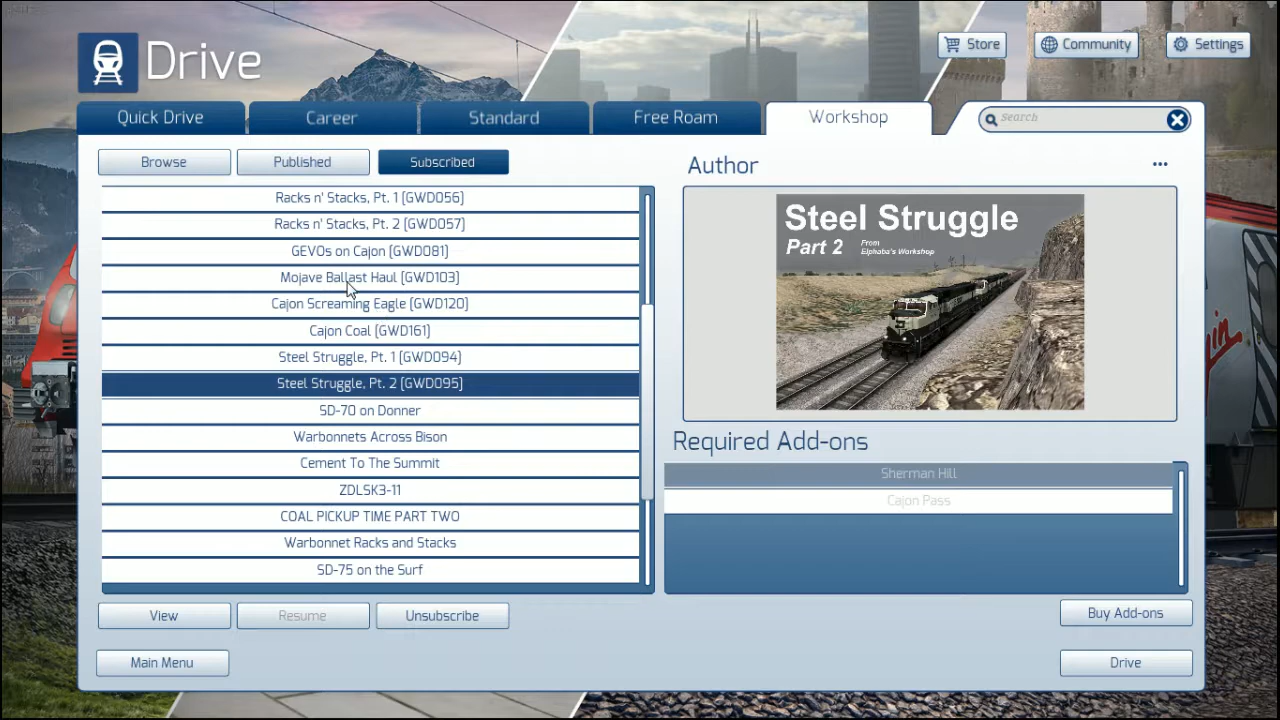 Drive
Store
Community
Settings
Quick Drive
Career
Standard
Free Roam
Workshop
Search
Browse
Published
Subscribed
Author
...
Racks n' Stacks, Pt. 1 [GWD056]
Racks n' Stacks, Pt. 2 [GWD057]
GEVOs on Cajon [GWD081]
Mojave Ballast Haul [GWD103]
Cajon Screaming Eagle [GWD120]
Cajon Coal [GWD161]
Steel Struggle, Pt. 1 [GWD094]
Steel Struggle, Pt. 2 [GWD095]
SD-70 on Donner
Warbonnets Across Bison
Cement To The Summit
ZDLSK3-11
COAL PICKUP TIME PART TWO
Warbonnet Racks and Stacks
SD-75 on the Surf
Steel Struggle
Part 2
From
Elphaba's Workshop
Required Add-ons
Sherman Hill
Cajon Pass
View
Resume
Unsubscribe
Buy Add-ons
Main Menu
Drive